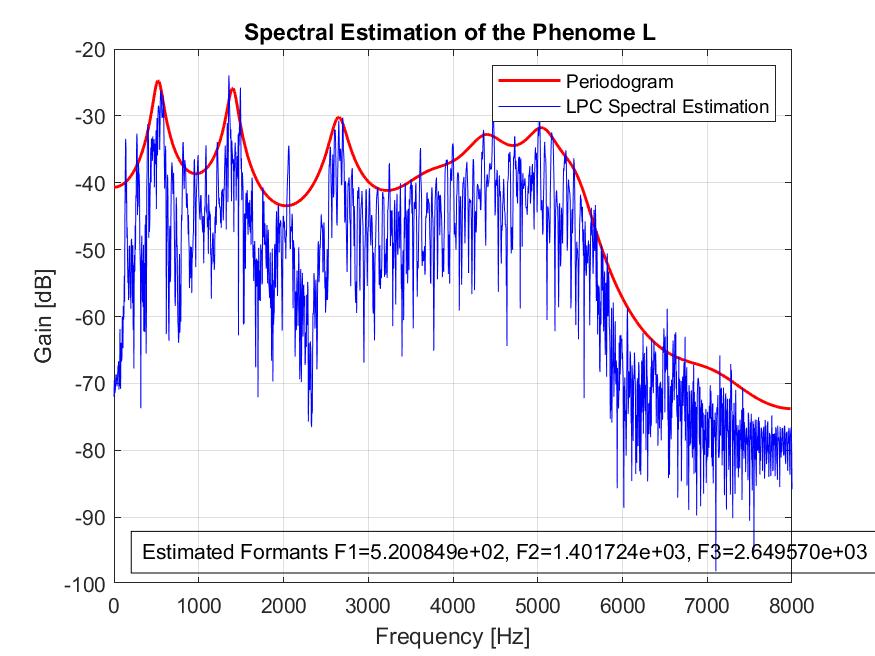 Spectral Estimation of the Phenome L
Periodogram
LPC Spectral Estimation
Gain [dB]
-20
-30
-40
-50
-60
-70
-80
-90
-100
Estimated Formants F1=5.200849e+02, F2=1.401724e+03, F3=2.649570e+03
0 1000 2000 3000 4000 5000 6000 7000 8000
Frequency [Hz]